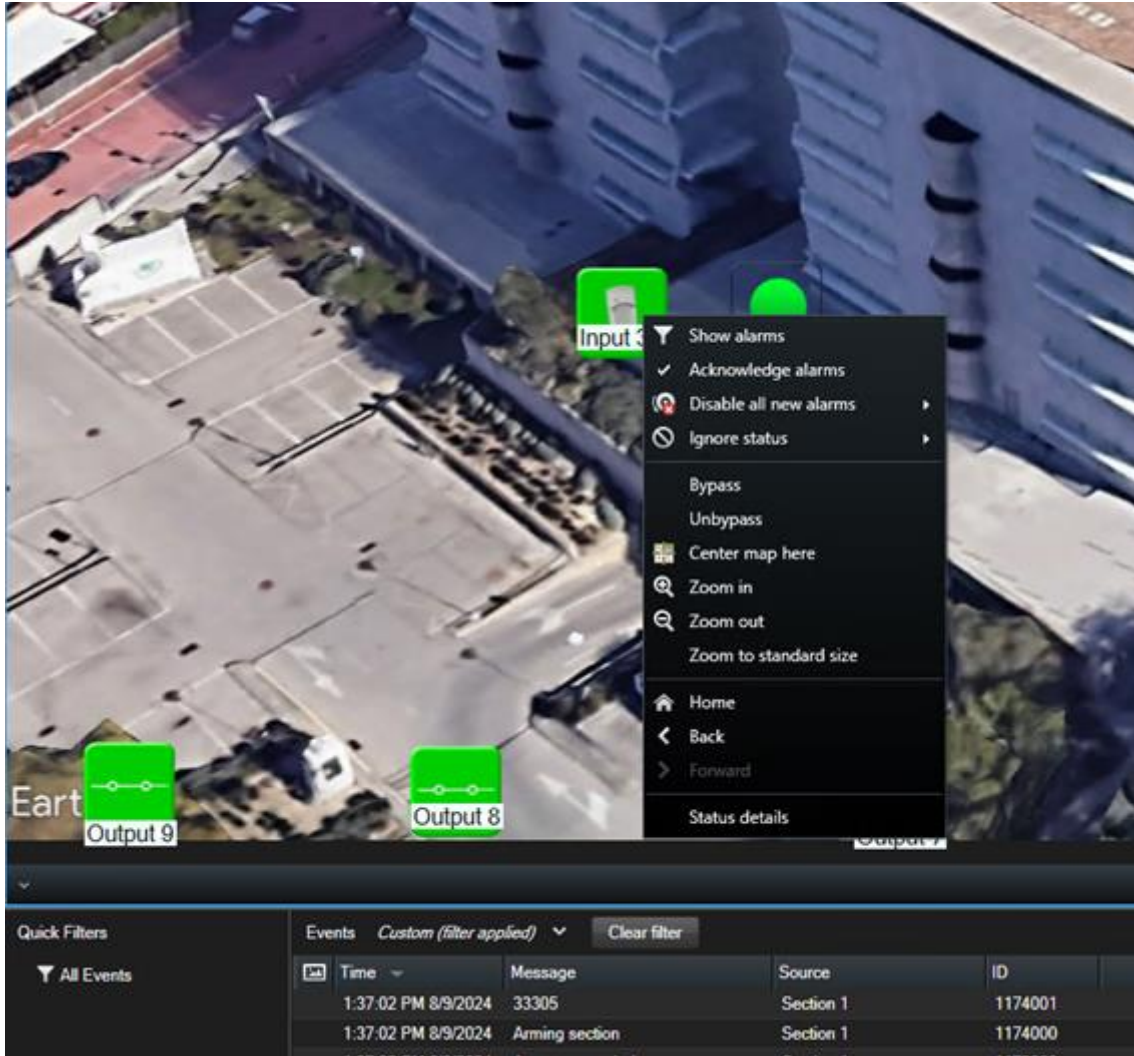 Input 3
Show alarms
Acknowledge alarms
Disable all new alarms
Ignore status
Bypass
Unbypass
Center map here
Zoom in
Zoom out
Zoom to standard size
Home
Back
Forward
Status details
Eart
Output 9
Output 8
Output 7
Quick Filters
All Events
Events Custom (filter applied) Clear filter
Time Message Source ID
1:37:02 PM 8/9/2024 33305 Section 1 1174001
1:37:02 PM 8/9/2024 Arming section Section 1 1174000